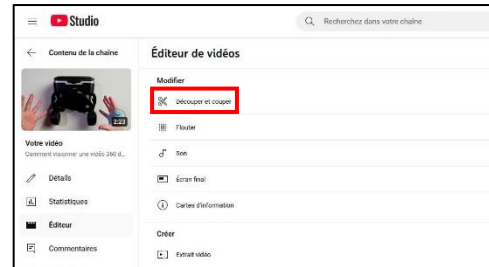 Studio
Recherchez dans votre chaîne
Contenu de la chaîne
Éditeur de vidéos
Modifier
Découper et couper
2:23
Flouter
Votre vidéo
Comment visionner une vidéo 360 d...
Son
Détails
Écran final
Statistiques
Cartes d'information
Éditeur
Créer
Commentaires
Extrait vidéo